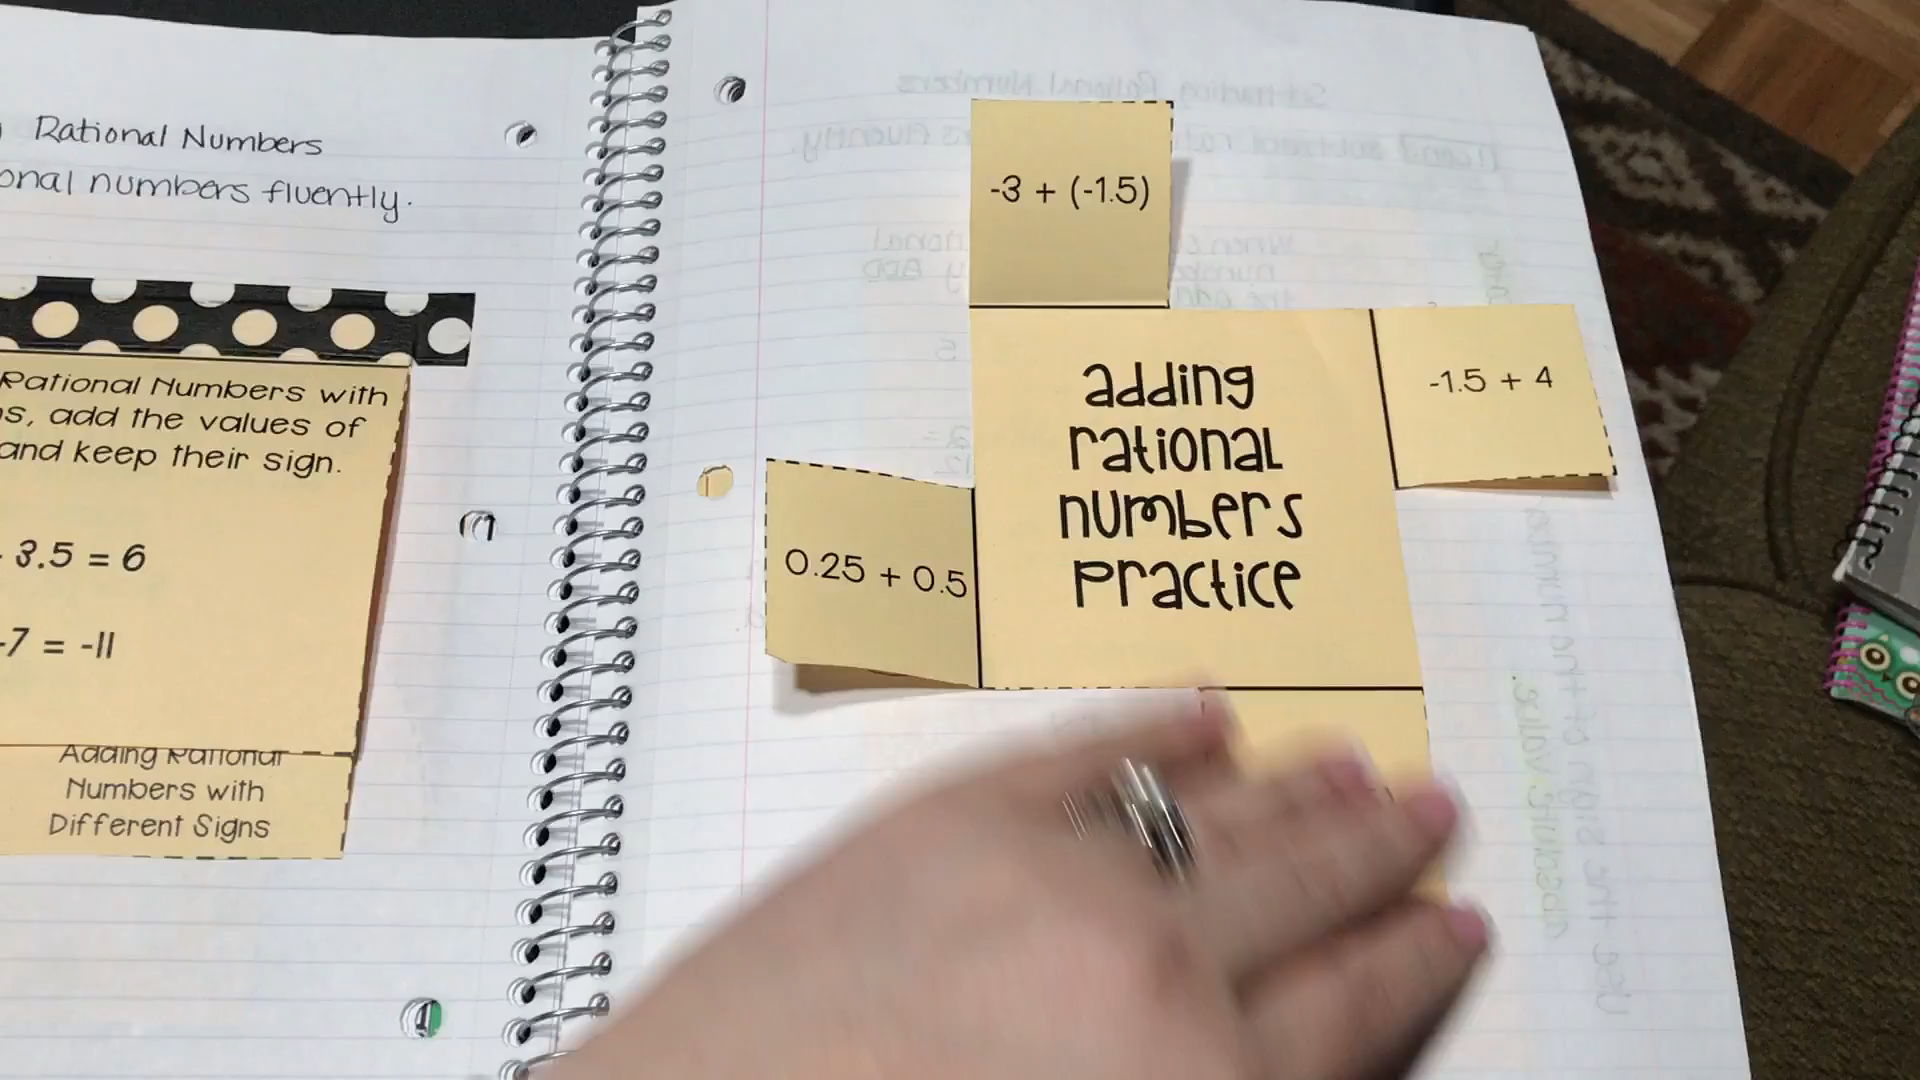 Rational Numbers
onal numbers fluently.
Rational Numbers with
s, add the values of
and keep their sign.
3.5 = 6
-7 = -11
Adding Rational
Numbers with
Different Signs
-3 + (-1.5)
-1.5 + 4
0.25 + 0.5
adding
rational
numbers
practice